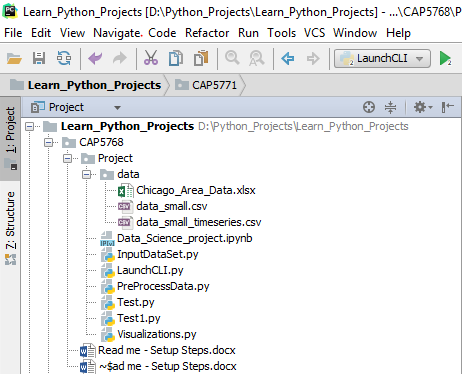 Learn_Python_Projects [D:\Python_Projects\Learn_Python_Projects] - ...\CAP5768\P
File Edit View Navigate Code Refactor Run Tools VCS Window Help
LaunchCLI
Learn_Python_Projects CAP5771
Project
1: Project
Learn_Python_Projects D:\Python_Projects\Learn_Python_Projects
CAP5768
Project
data
Chicago_Area_Data.xlsx
data_small.csv
data_small_timeseries.csv
Data_Science_project.ipynb
InputDataSet.py
LaunchCLI.py
PreProcessData.py
Test.py
Test1.py
Visualizations.py
Read me - Setup Steps.docx
~$ad me - Setup Steps.docx
Z: Structure